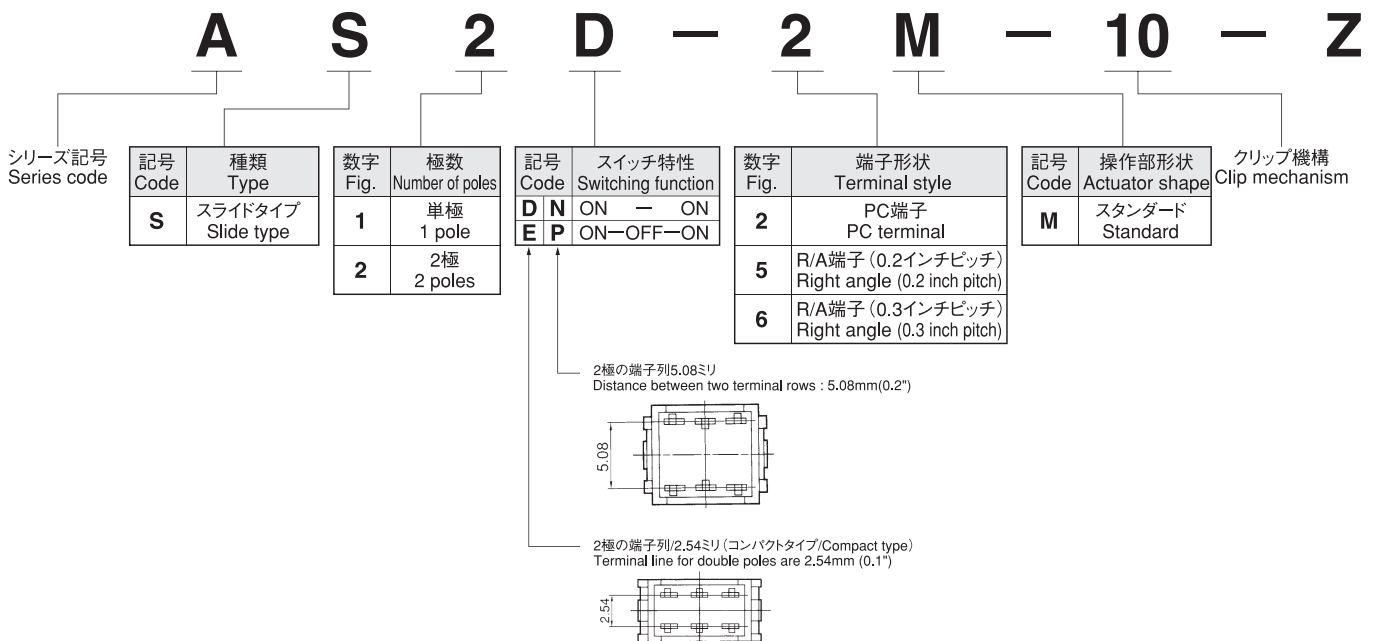 A S 2 D － 2 M － 10 － Z
シリーズ記号
Series code
記号 種類
Code Type
S スライドタイプ
Slide type
数字 極数
Fig. Number of poles
1 単極
1 pole
2 2極
2 poles
記号 スイッチ特性
Code Switching function
D N ON － ON
E P ON－OFF－ON
数字 端子形状
Fig. Terminal style
2 PC端子
PC terminal
5 R/A端子（0.2インチピッチ）
Right angle (0.2 inch pitch)
6 R/A端子（0.3インチピッチ）
Right angle (0.3 inch pitch)
記号 操作部形状
Code Actuator shape
M スタンダード
Standard
クリップ機構
Clip mechanism
2極の端子列5.08ミリ
Distance between two terminal rows : 5.08mm(0.2")
5.08
2極の端子列/2.54ミリ（コンパクトタイプ/Compact type）
Terminal line for double poles are 2.54mm (0.1")
2.54